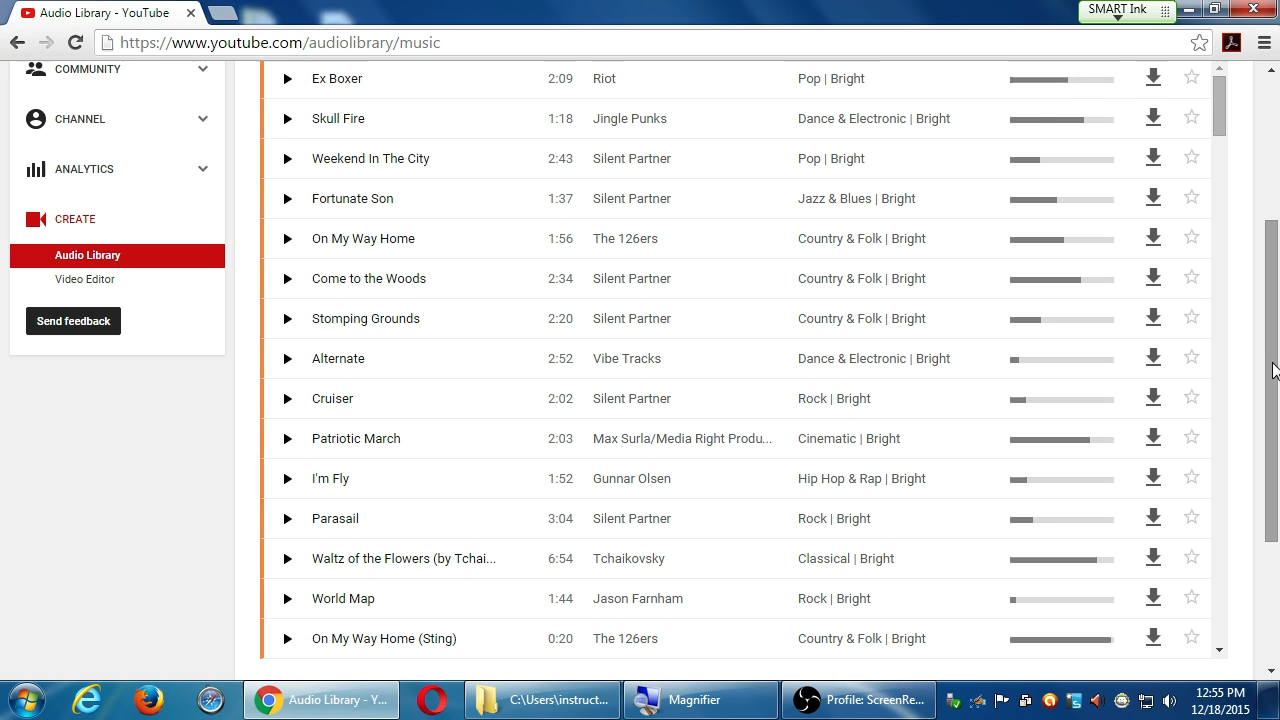 Audio Library - YouTube
SMART Ink
https://www.youtube.com/audiolibrary/music
COMMUNITY
CHANNEL
ANALYTICS
CREATE
Audio Library
Video Editor
Send feedback
Ex Boxer 2:09 Riot Pop | Bright
Skull Fire 1:18 Jingle Punks Dance & Electronic | Bright
Weekend In The City 2:43 Silent Partner Pop | Bright
Fortunate Son 1:37 Silent Partner Jazz & Blues | Bright
On My Way Home 1:56 The 126ers Country & Folk | Bright
Come to the Woods 2:34 Silent Partner Country & Folk | Bright
Stomping Grounds 2:20 Silent Partner Country & Folk | Bright
Alternate 2:52 Vibe Tracks Dance & Electronic | Bright
Cruiser 2:02 Silent Partner Rock | Bright
Patriotic March 2:03 Max Surla/Media Right Produ... Cinematic | Bright
I'm Fly 1:52 Gunnar Olsen Hip Hop & Rap | Bright
Parasail 3:04 Silent Partner Rock | Bright
Waltz of the Flowers (by Tchai... 6:54 Tchaikovsky Classical | Bright
World Map 1:44 Jason Farnham Rock | Bright
On My Way Home (Sting) 0:20 The 126ers Country & Folk | Bright
Audio Library - Y...
C:\Users\instruct...
Magnifier
Profile: ScreenRe...
12:55 PM
12/18/2015